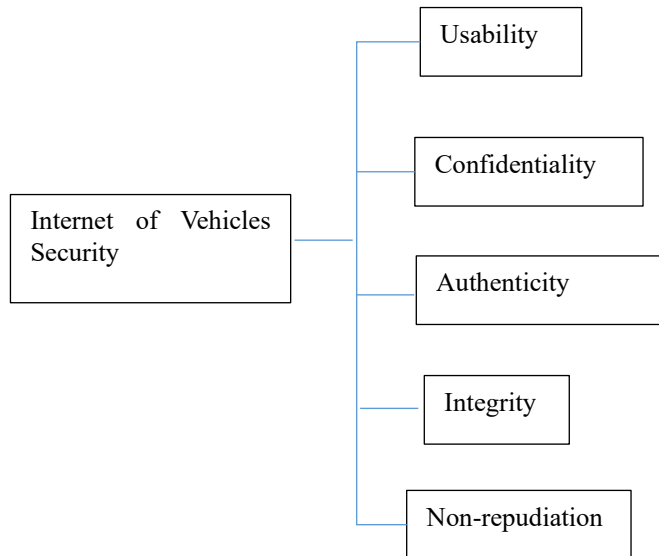 Usability
Confidentiality
Internet of Vehicles
Security
Authenticity
Integrity
Non-repudiation